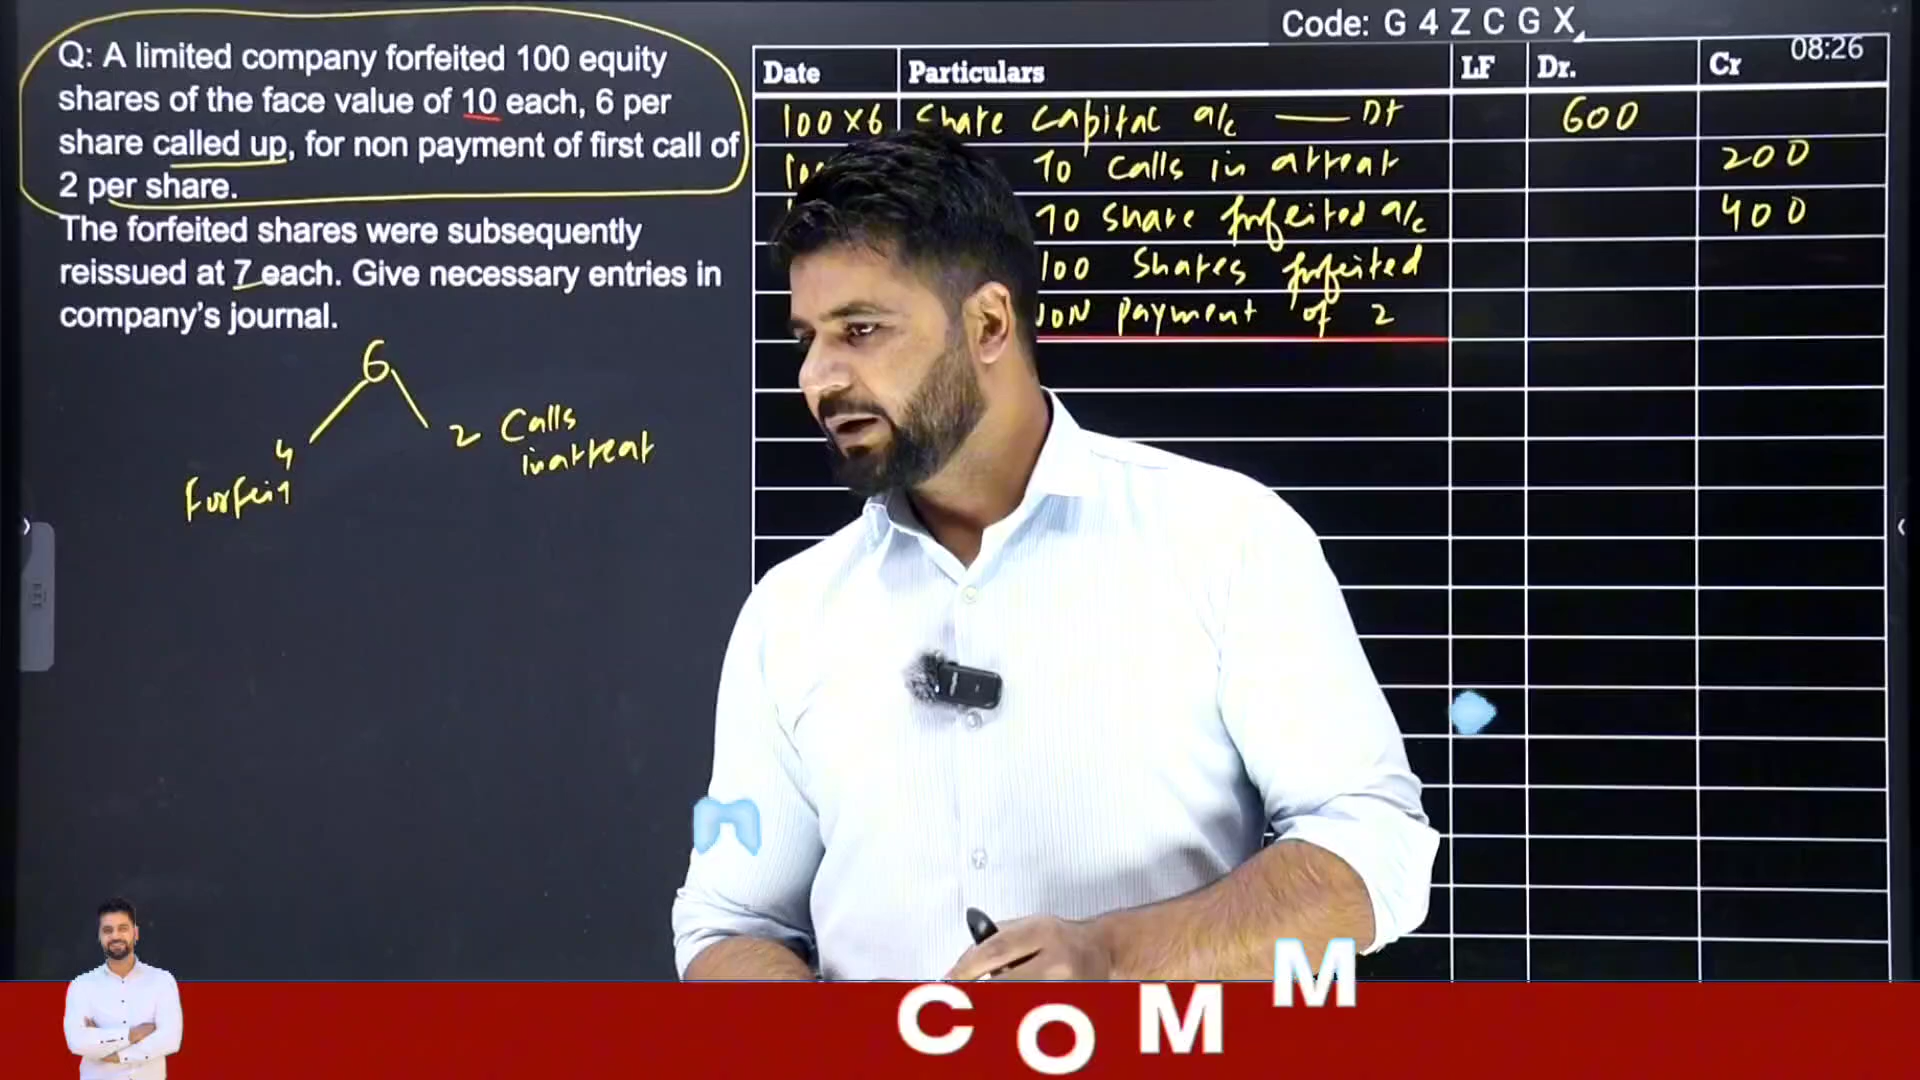 Code: G 4 Z C G X
08:26
Q: A limited company forfeited 100 equity
shares of the face value of 10 each, 6 per
share called up, for non payment of first call of
2 per share.
The forfeited shares were subsequently
reissued at 7 each. Give necessary entries in
company's journal.
6
4
Forfeit
2 Calls
inarrear
Date Particulars LF Dr. Cr
100×6 Share Capital a/c — Dr 600
To Calls in arrear 200
To Share forfeited a/c 400
100 Shares forfeited
payment of 2
COMM